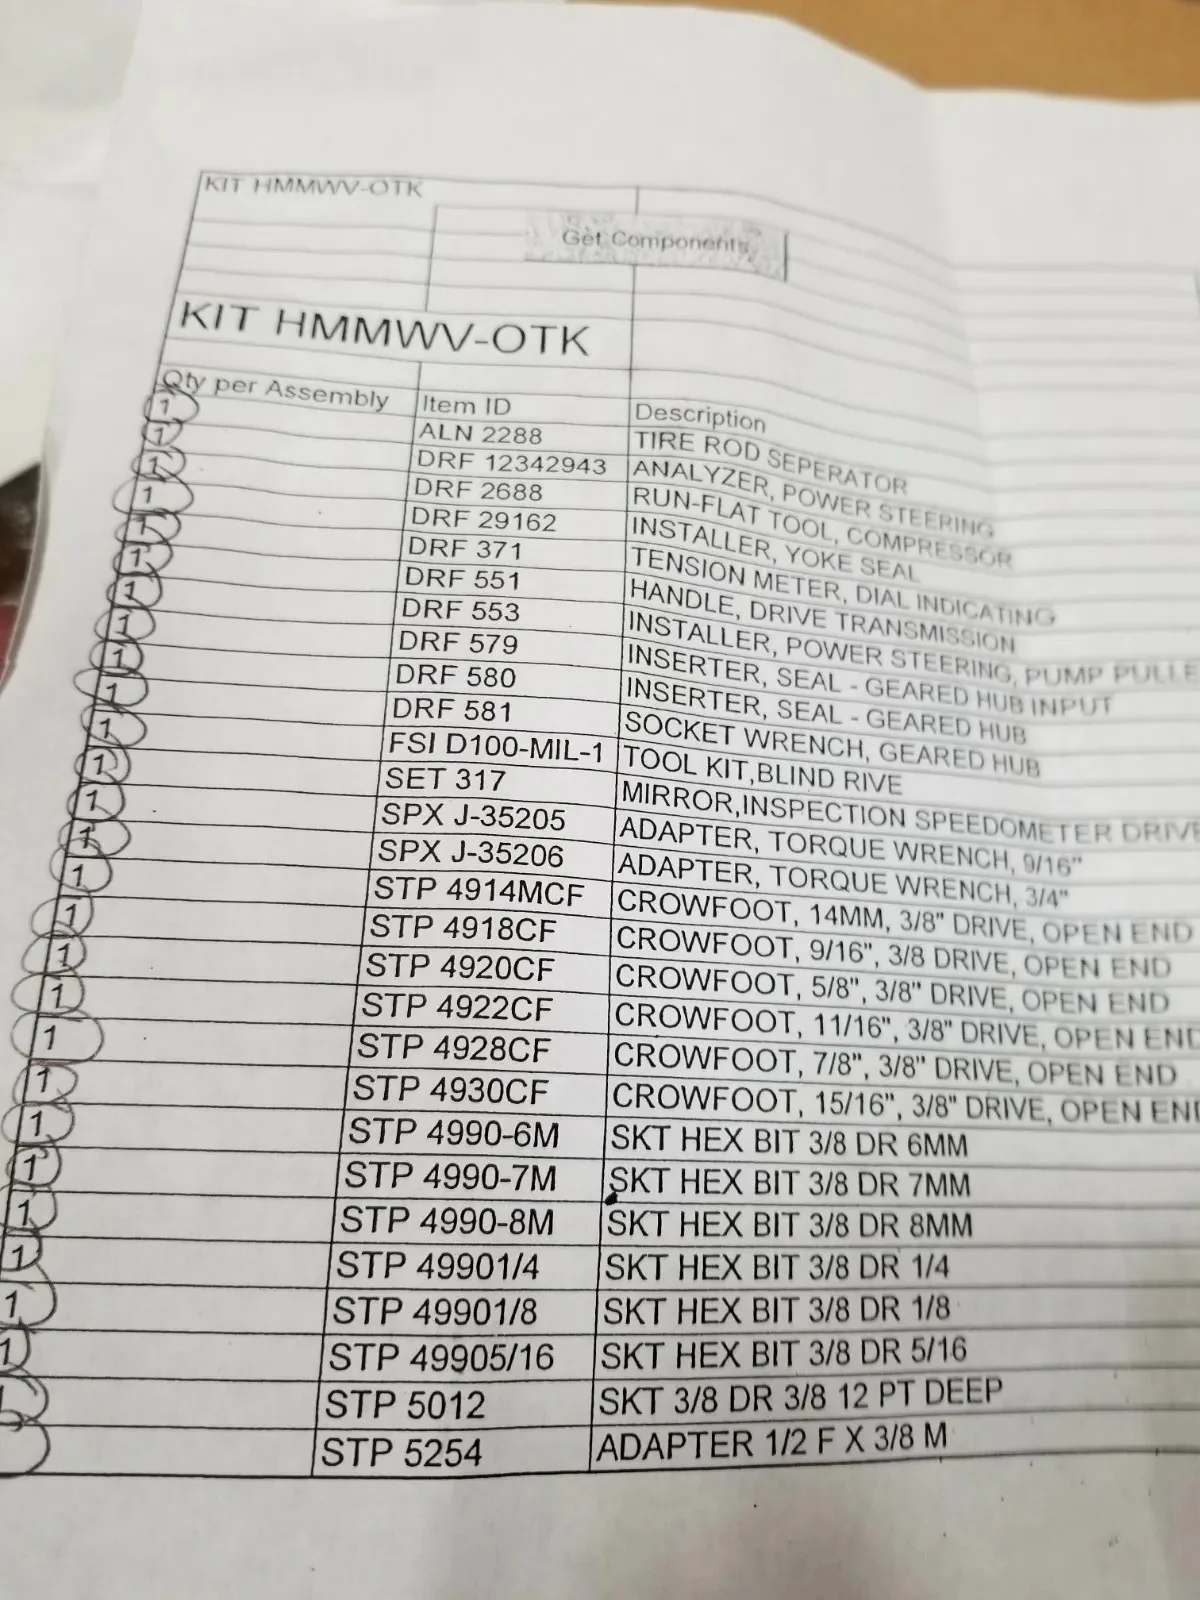 KIT HMMWV-OTK
Get Components
KIT HMMWV-OTK
Qty per Assembly Item ID Description
1 ALN 2288 TIRE ROD SEPERATOR
1 DRF 12342943 ANALYZER, POWER STEERING
1 DRF 2688 RUN-FLAT TOOL, COMPRESSOR
1 DRF 29162 INSTALLER, YOKE SEAL
1 DRF 371 TENSION METER, DIAL INDICATING
1 DRF 551 HANDLE, DRIVE TRANSMISSION
1 DRF 553 INSTALLER, POWER STEERING, PUMP PULLE
1 DRF 579 INSERTER, SEAL - GEARED HUB INPUT
1 DRF 580 INSERTER, SEAL - GEARED HUB
1 DRF 581 SOCKET WRENCH, GEARED HUB
1 FSI D100-MIL-1 TOOL KIT,BLIND RIVE
1 SET 317 MIRROR,INSPECTION SPEEDOMETER DRIVE
1 SPX J-35205 ADAPTER, TORQUE WRENCH, 9/16"
1 SPX J-35206 ADAPTER, TORQUE WRENCH, 3/4"
1 STP 4914MCF CROWFOOT, 14MM, 3/8" DRIVE, OPEN END
1 STP 4918CF CROWFOOT, 9/16", 3/8 DRIVE, OPEN END
1 STP 4920CF CROWFOOT, 5/8", 3/8" DRIVE, OPEN END
1 STP 4922CF CROWFOOT, 11/16", 3/8" DRIVE, OPEN END
1 STP 4928CF CROWFOOT, 7/8", 3/8" DRIVE, OPEN END
1 STP 4930CF CROWFOOT, 15/16", 3/8" DRIVE, OPEN END
1 STP 4990-6M SKT HEX BIT 3/8 DR 6MM
1 STP 4990-7M SKT HEX BIT 3/8 DR 7MM
1 STP 4990-8M SKT HEX BIT 3/8 DR 8MM
1 STP 49901/4 SKT HEX BIT 3/8 DR 1/4
1 STP 49901/8 SKT HEX BIT 3/8 DR 1/8
1 STP 49905/16 SKT HEX BIT 3/8 DR 5/16
1 STP 5012 SKT 3/8 DR 3/8 12 PT DEEP
STP 5254 ADAPTER 1/2 F X 3/8 M